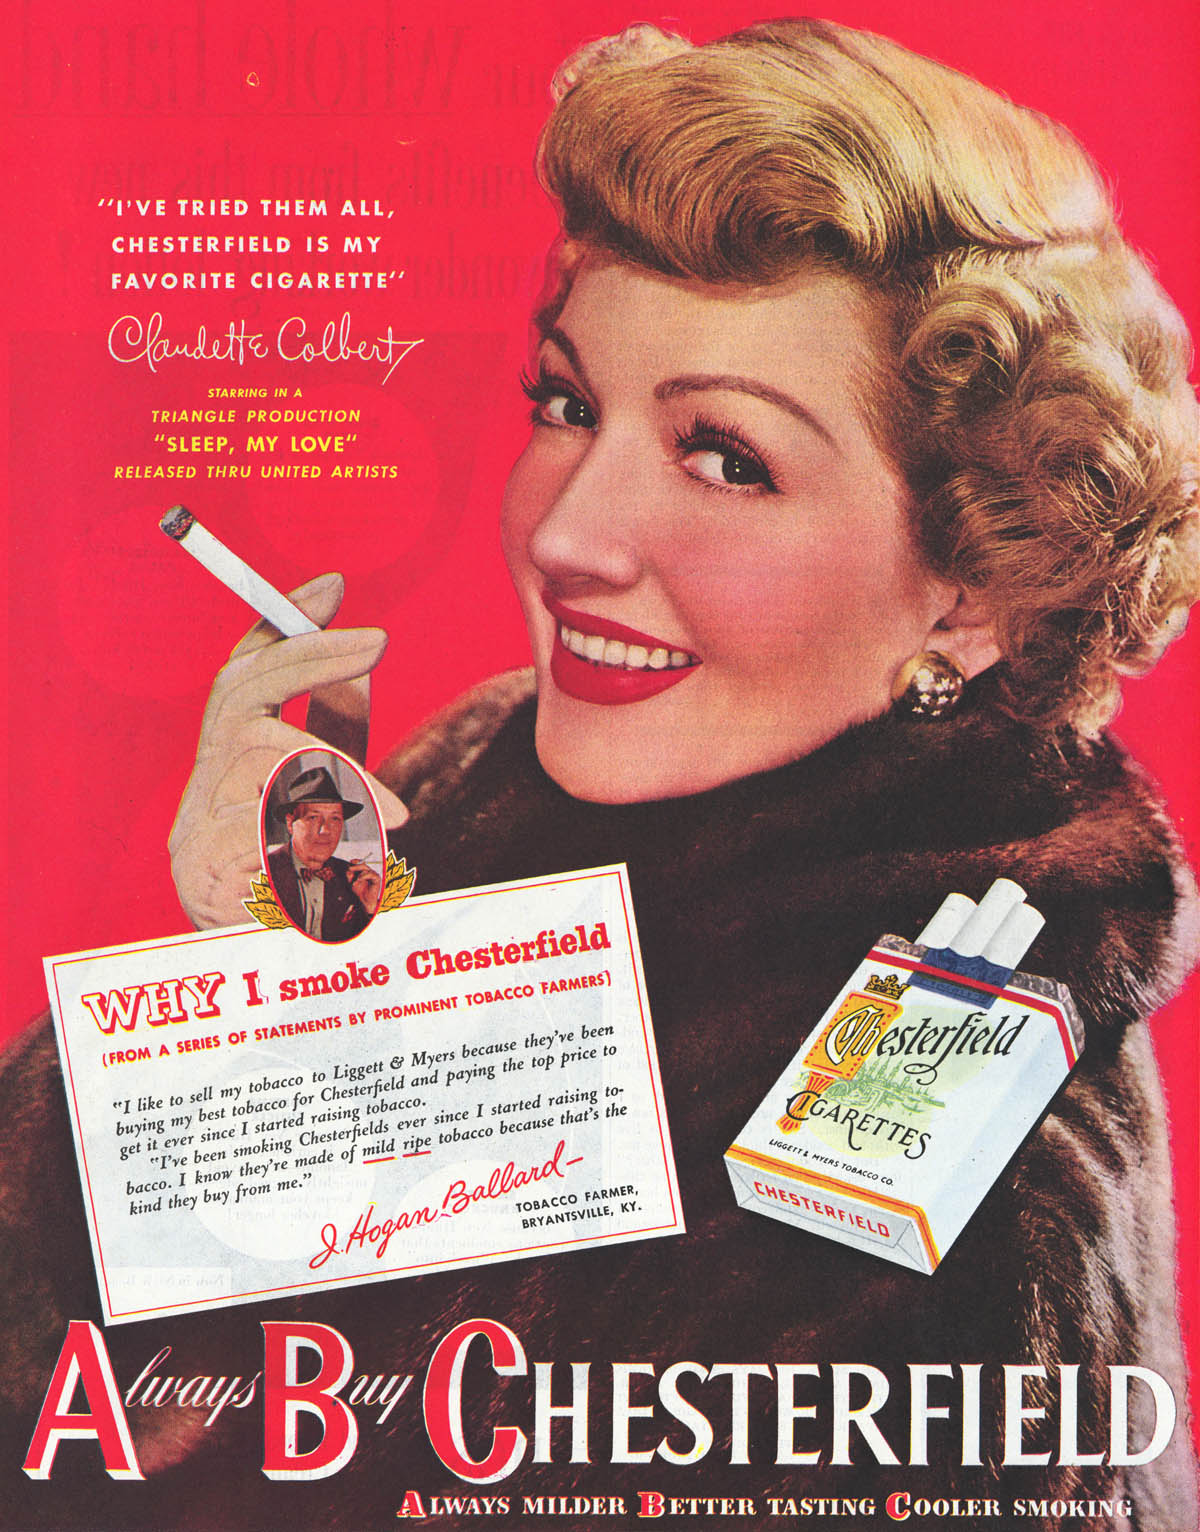 "I'VE TRIED THEM ALL,
CHESTERFIELD IS MY
FAVORITE CIGARETTE"
Claudette Colbert
STARRING IN A
TRIANGLE PRODUCTION
"SLEEP, MY LOVE"
RELEASED THRU UNITED ARTISTS
WHY I smoke Chesterfield
(FROM A SERIES OF STATEMENTS BY PROMINENT TOBACCO FARMERS)
"I like to sell my tobacco to Liggett & Myers because they've been
buying my best tobacco for Chesterfield and paying the top price to
get it ever since I started raising tobacco.
"I've been smoking Chesterfields ever since I started raising to-
bacco. I know they're made of mild ripe tobacco because that's the
kind they buy from me."
J. Hogan Ballard
TOBACCO FARMER,
BRYANTSVILLE, KY.
Chesterfield
CIGARETTES
LIGGETT & MYERS TOBACCO CO.
CHESTERFIELD
Always Buy CHESTERFIELD
ALWAYS MILDER BETTER TASTING COOLER SMOKING